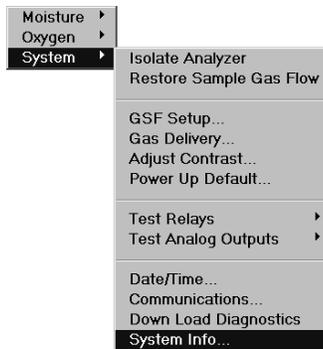 Moisture
Oxygen
System
Isolate Analyzer
Restore Sample Gas Flow
GSF Setup...
Gas Delivery...
Adjust Contrast...
Power Up Default...
Test Relays
Test Analog Outputs
Date/Time...
Communications...
Down Load Diagnostics
System Info...